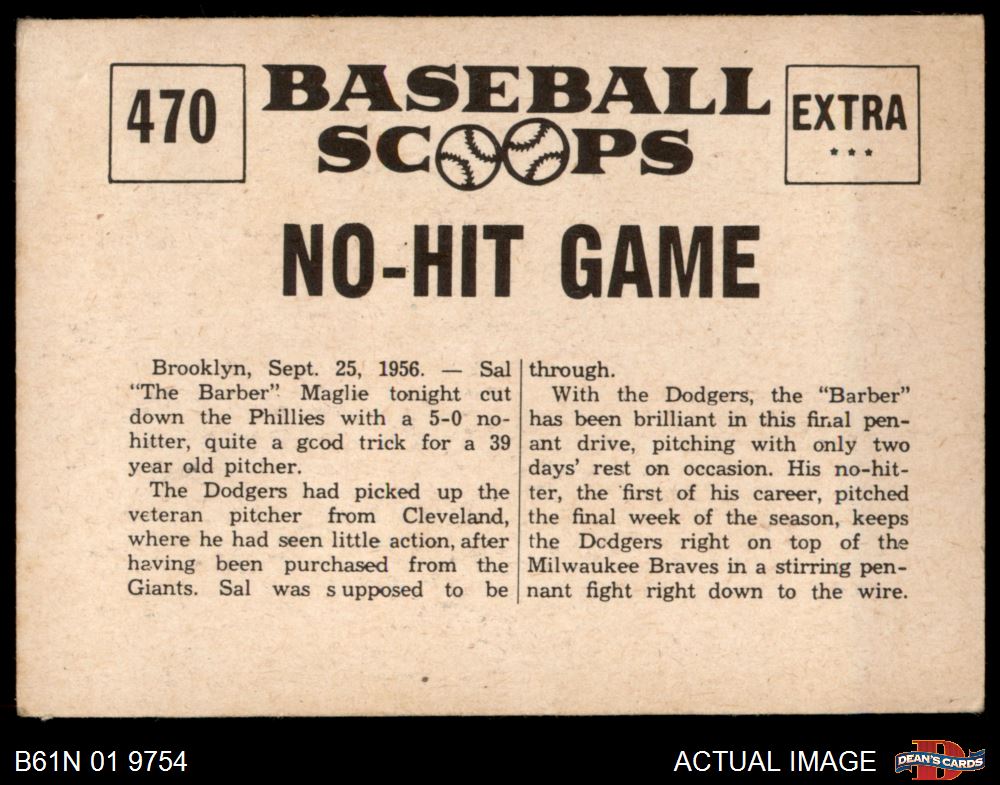 470
BASEBALL
SCOOPS
EXTRA
* * *
NO-HIT GAME
Brooklyn, Sept. 25, 1956. — Sal
"The Barber" Maglie tonight cut
down the Phillies with a 5-0 no-
hitter, quite a good trick for a 39
year old pitcher.
The Dodgers had picked up the
veteran pitcher from Cleveland,
where he had seen little action, after
having been purchased from the
Giants. Sal was s upposed to be
through.
With the Dodgers, the "Barber"
has been brilliant in this final pen-
ant drive, pitching with only two
days' rest on occasion. His no-hit-
ter, the first of his career, pitched
the final week of the season, keeps
the Dodgers right on top of the
Milwaukee Braves in a stirring pen-
nant fight right down to the wire.
B61N 01 9754
ACTUAL IMAGE
DEAN'S CARDS